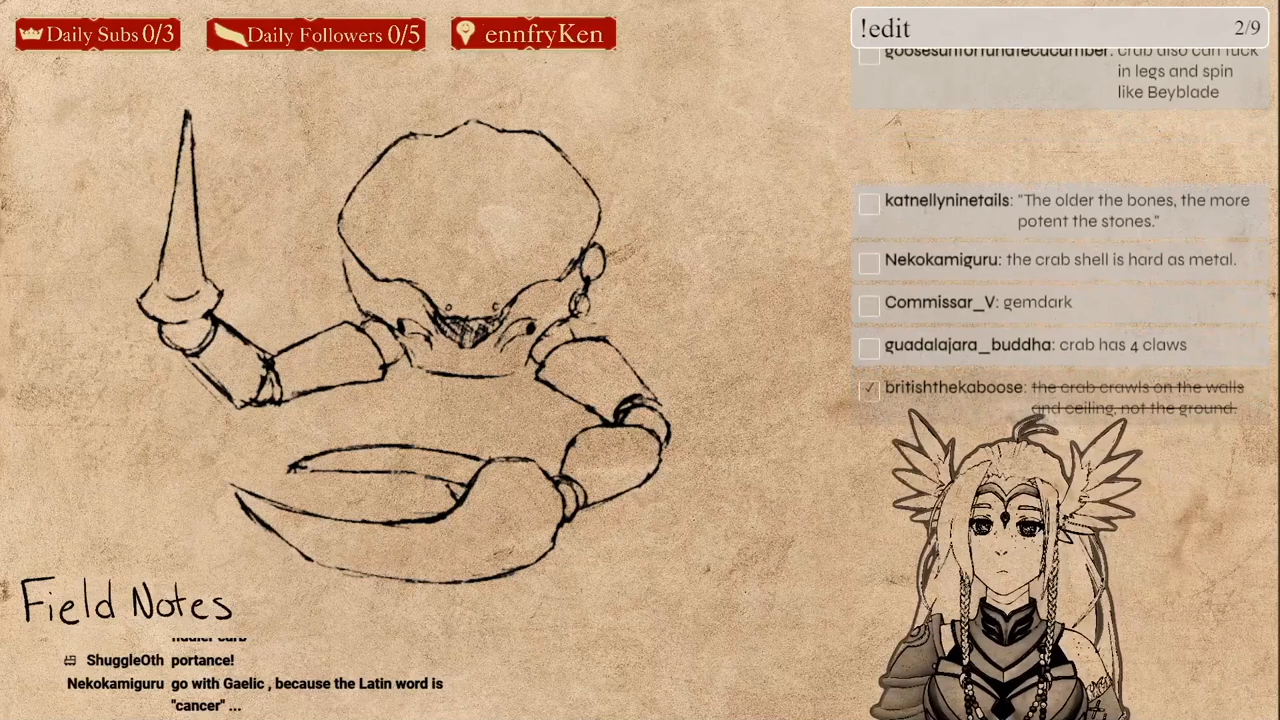 Daily Subs 0/3
Daily Followers 0/5
ennfryKen
!edit 2/9
goosesunforfunatecucumber: crab also can tuck
in legs and spin
like Beyblade
katnellyninetails: "The older the bones, the more
potent the stones."
Nekokamiguru: the crab shell is hard as metal.
Commissar_V: gemdark
guadalajara_buddha: crab has 4 claws
britishthekaboose: the crab crawls on the walls
and ceiling, not the ground.
Field Notes
ShuggleOth portance!
Nekokamiguru go with Gaelic , because the Latin word is
"cancer" ...